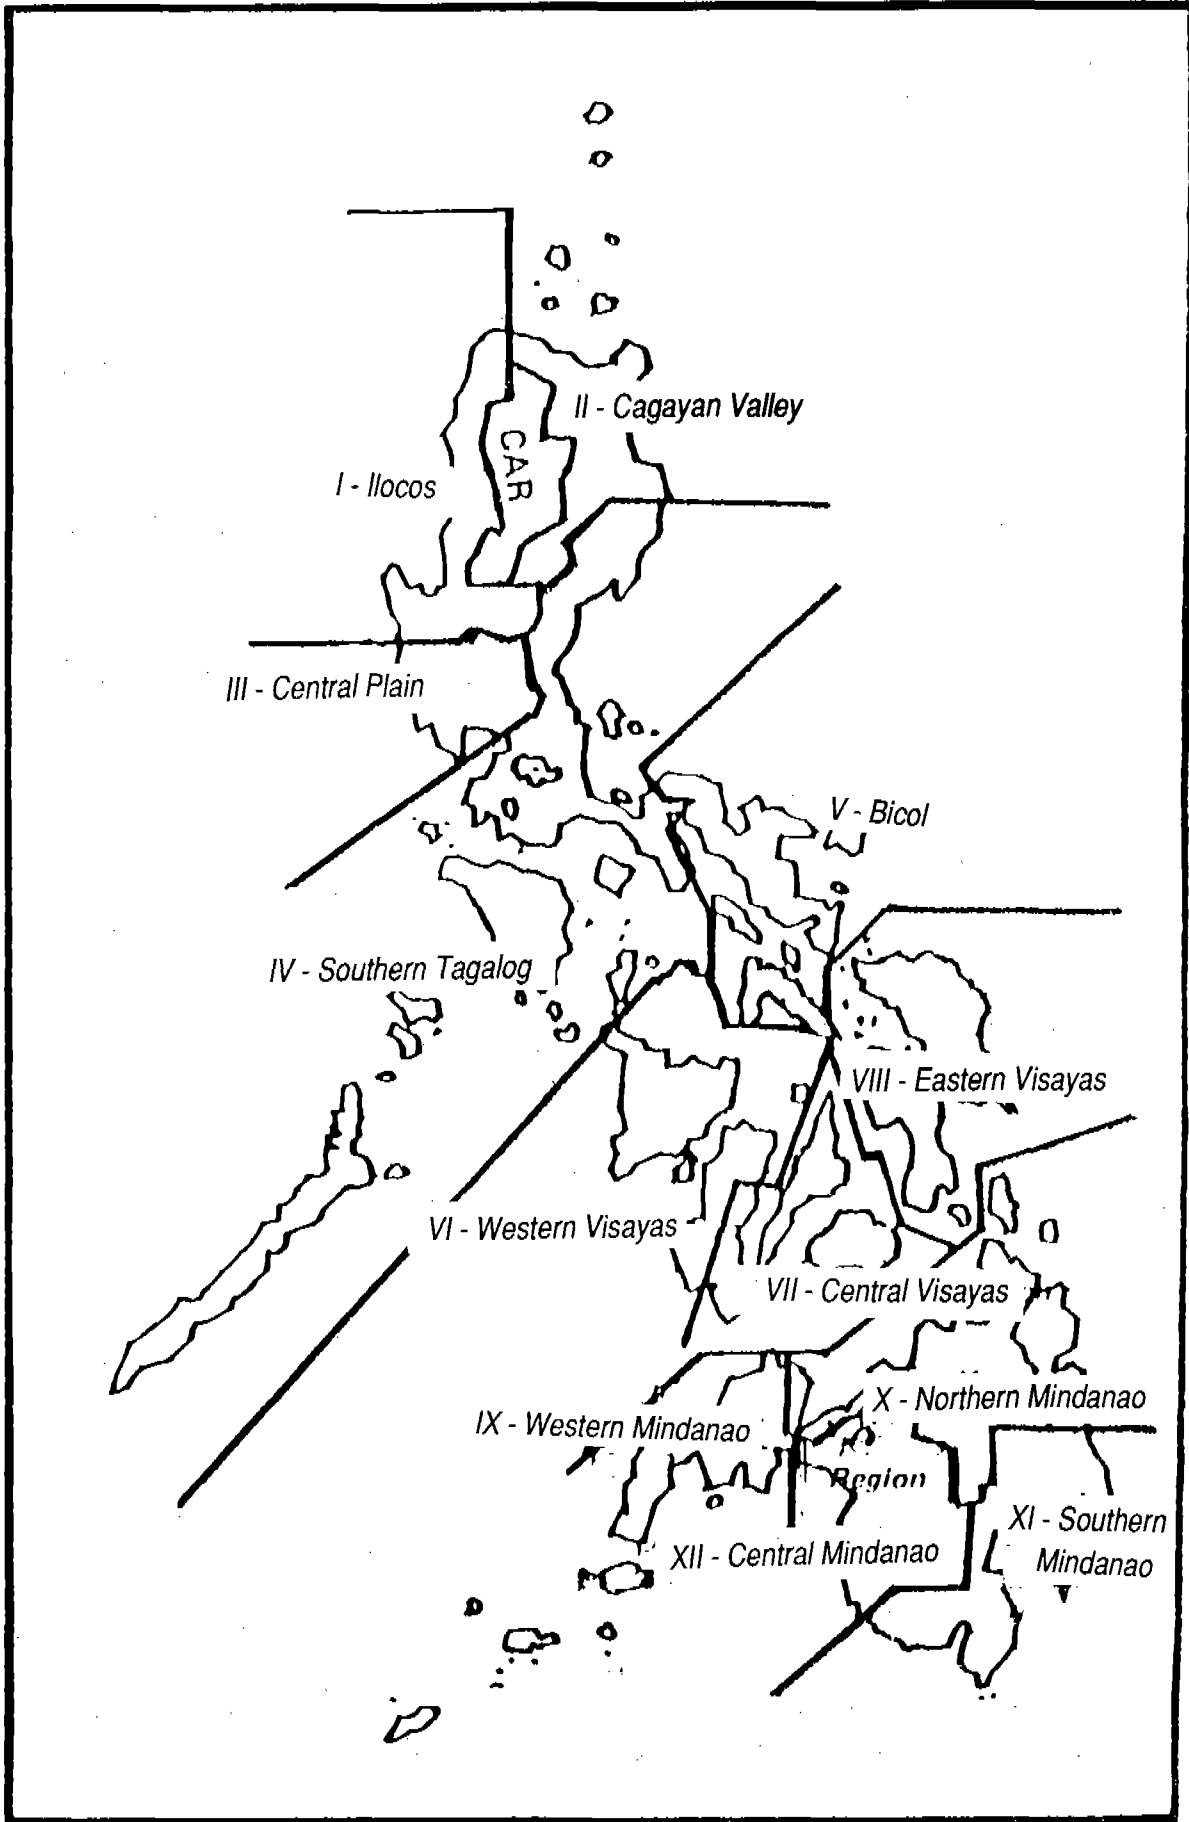 II - Cagayan Valley
CAR
I - Ilocos
III - Central Plain
V - Bicol
IV - Southern Tagalog
VIII - Eastern Visayas
VI - Western Visayas
VII - Central Visayas
X - Northern Mindanao
IX - Western Mindanao
Region
XI - Southern
Mindanao
XII - Central Mindanao